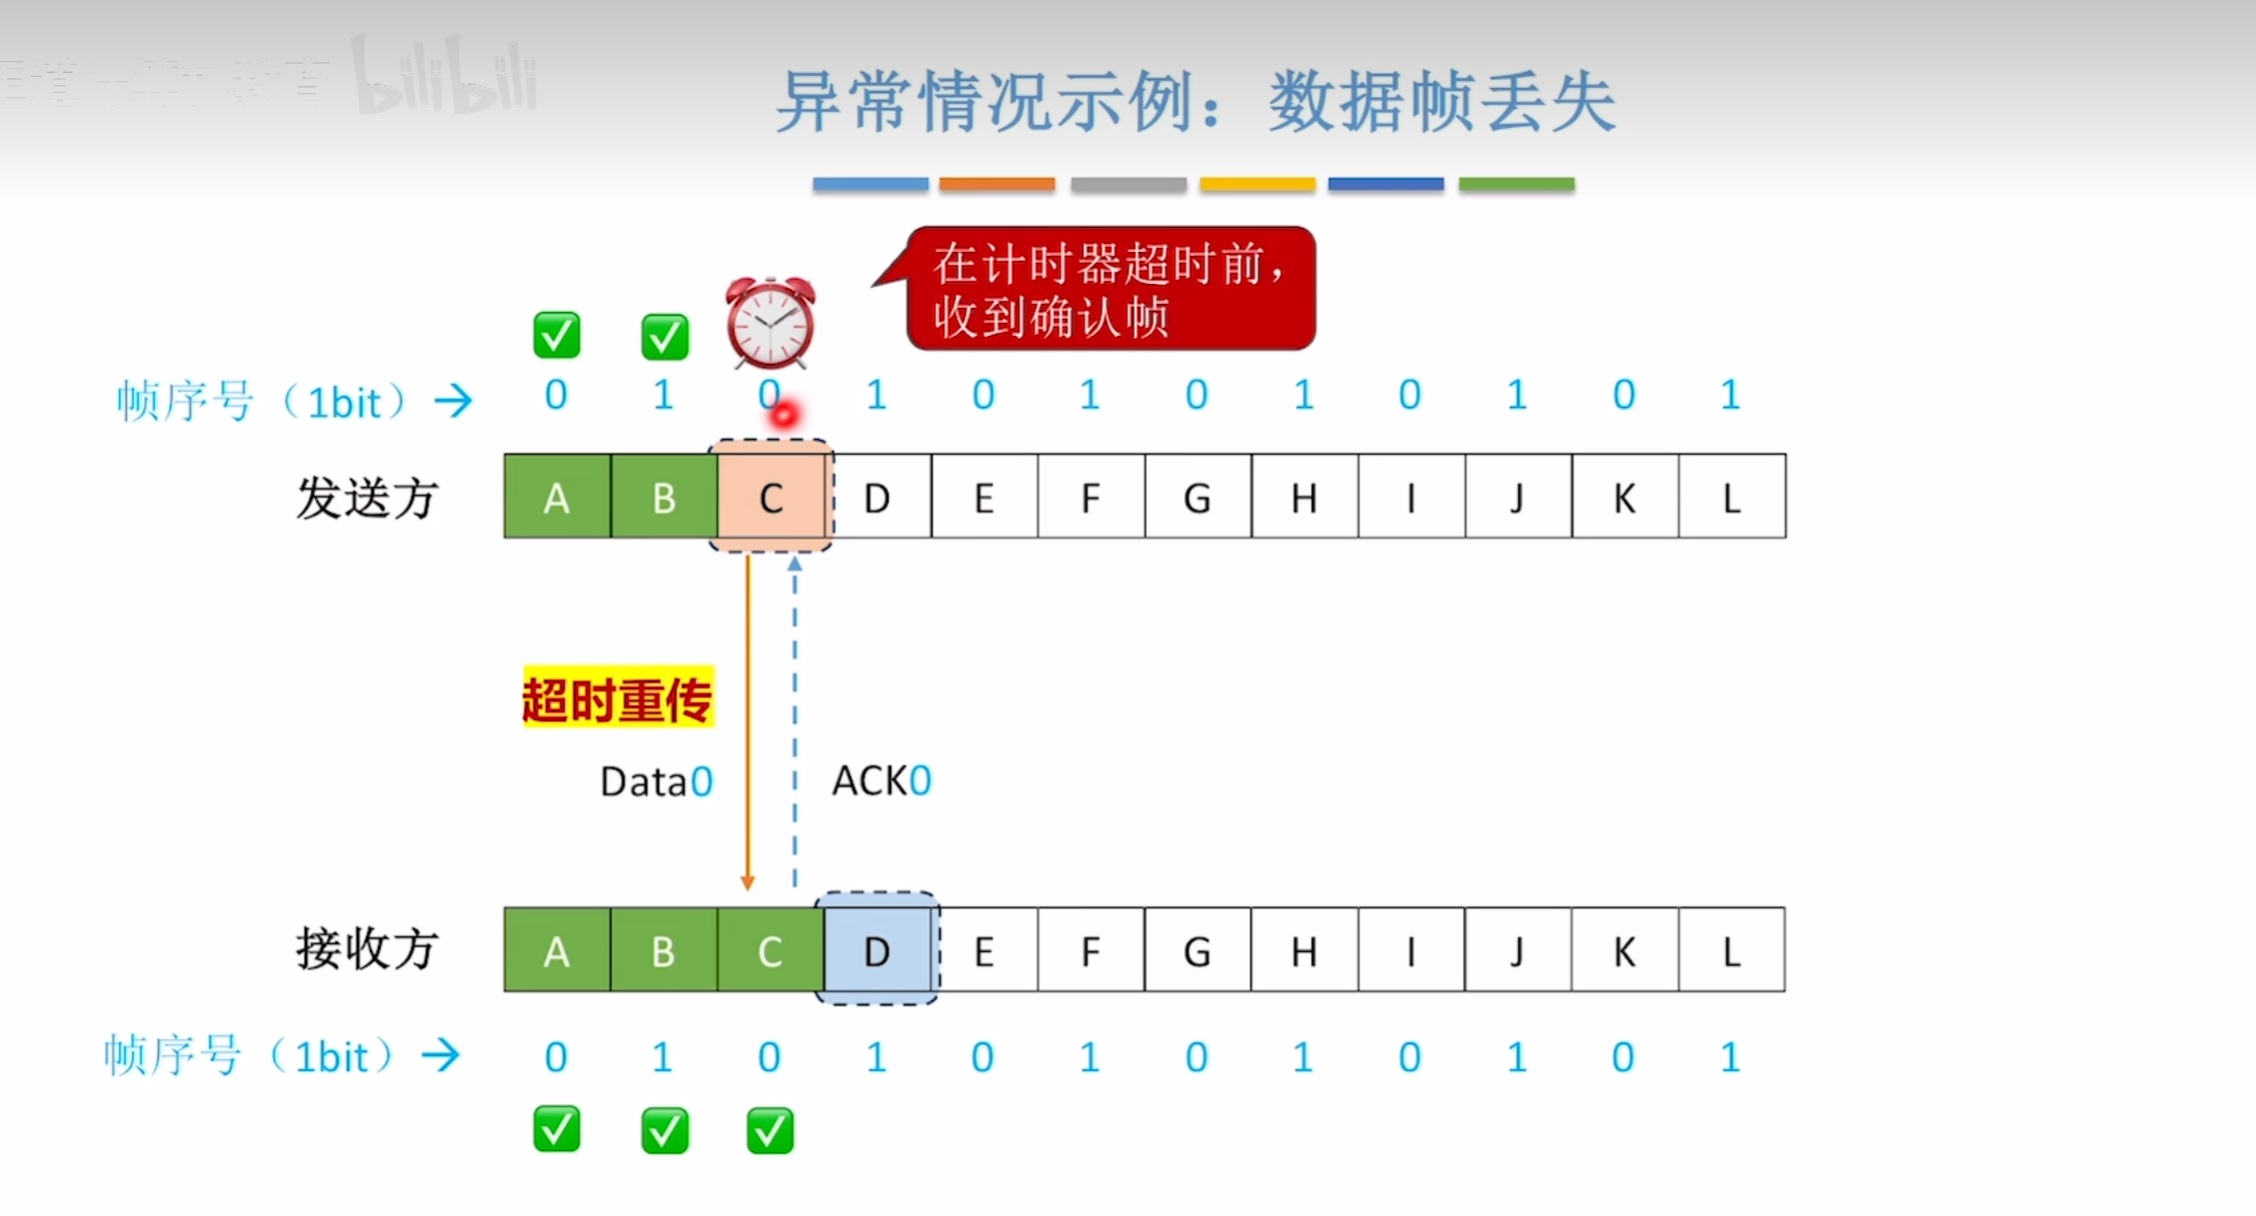 bilibili
异常情况示例：数据帧丢失
在计时器超时前，
收到确认帧
帧序号（1bit）→ 0 1 0 1 0 1 0 1 0 1 0 1
发送方 A B C D E F G H I J K L
超时重传
Data0 ACK0
接收方 A B C D E F G H I J K L
帧序号（1bit）→ 0 1 0 1 0 1 0 1 0 1 0 1